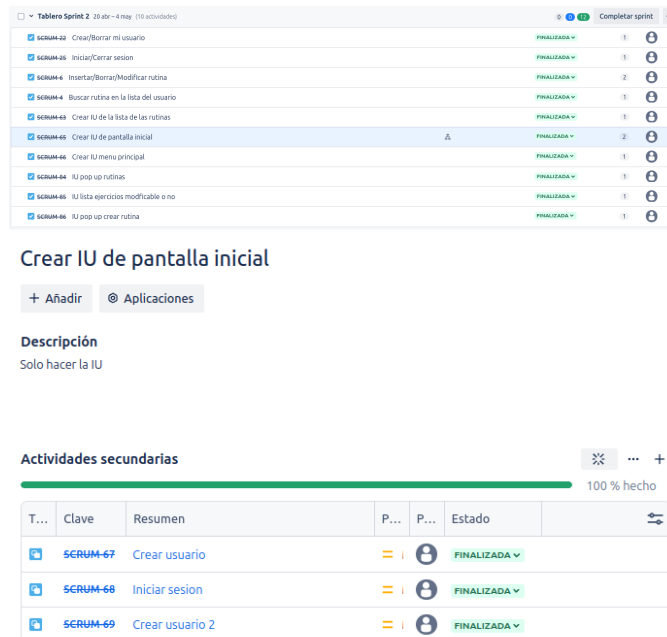 Tablero Sprint 2 20 abr – 4 may (10 actividades) 0 0 12 Completar sprint
SCRUM-22 Crear/Borrar mi usuario FINALIZADA 1
SCRUM-25 Iniciar/Cerrar sesion FINALIZADA 1
SCRUM-6 Insertar/Borrar/Modificar rutina FINALIZADA 2
SCRUM-4 Buscar rutina en la lista del usuario FINALIZADA 1
SCRUM-63 Crear IU de la lista de las rutinas FINALIZADA 1
SCRUM-65 Crear IU de pantalla inicial FINALIZADA 2
SCRUM-66 Crear IU menu principal FINALIZADA 1
SCRUM-84 IU pop up rutinas FINALIZADA 1
SCRUM-85 IU lista ejercicios modficable o no FINALIZADA 1
SCRUM-86 IU pop up crear rutina FINALIZADA 1
Crear IU de pantalla inicial
+ Añadir Aplicaciones
Descripción
Solo hacer la IU
Actividades secundarias
100 % hecho
T... Clave Resumen P... P... Estado
SCRUM-67 Crear usuario FINALIZADA
SCRUM-68 Iniciar sesion FINALIZADA
SCRUM-69 Crear usuario 2 FINALIZADA